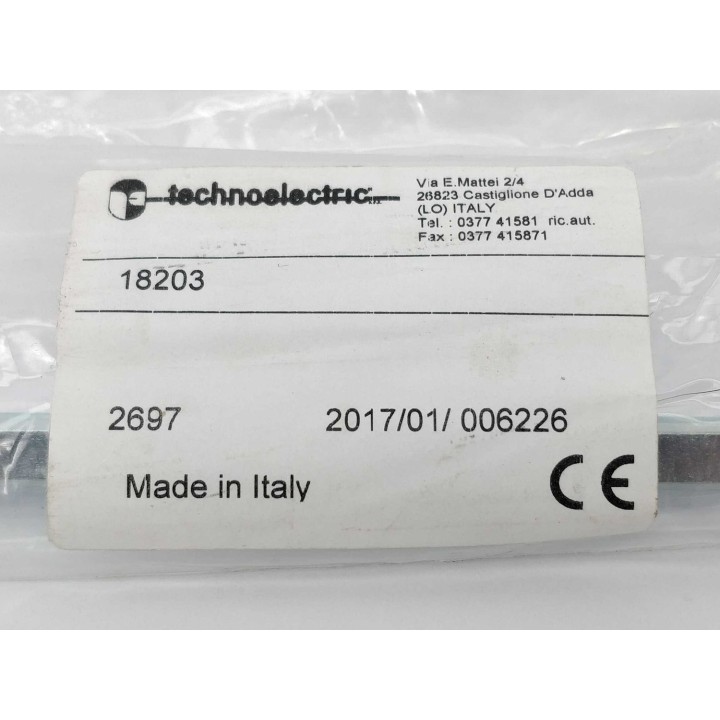 technoelectric
Via E.Mattei 2/4
26823 Castiglione D'Adda
(LO) ITALY
Tel. : 0377 41581 ric.aut.
Fax : 0377 415871
18203
2697 2017/01/ 006226
Made in Italy CE